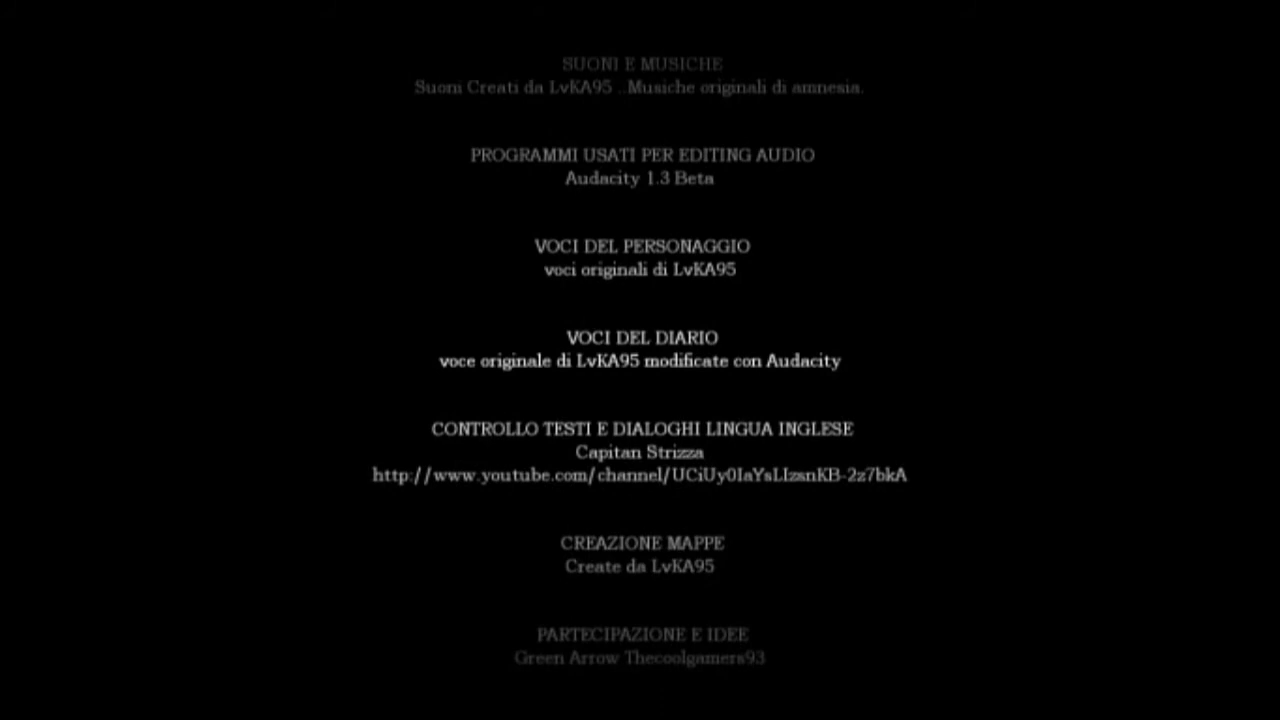 SUONI E MUSICHE
Suoni Creati da LvKA95 ..Musiche originali di amnesia.
PROGRAMMI USATI PER EDITING AUDIO
Audacity 1.3 Beta
VOCI DEL PERSONAGGIO
voci originali di LvKA95
VOCI DEL DIARIO
voce originale di LvKA95 modificate con Audacity
CONTROLLO TESTI E DIALOGHI LINGUA INGLESE
Capitan Strizza
http://www.youtube.com/channel/UCiUy0IaYsLIzsnKB-2z7bkA
CREAZIONE MAPPE
Create da LvKA95
PARTECIPAZIONE E IDEE
Green Arrow Thecoolgamers93